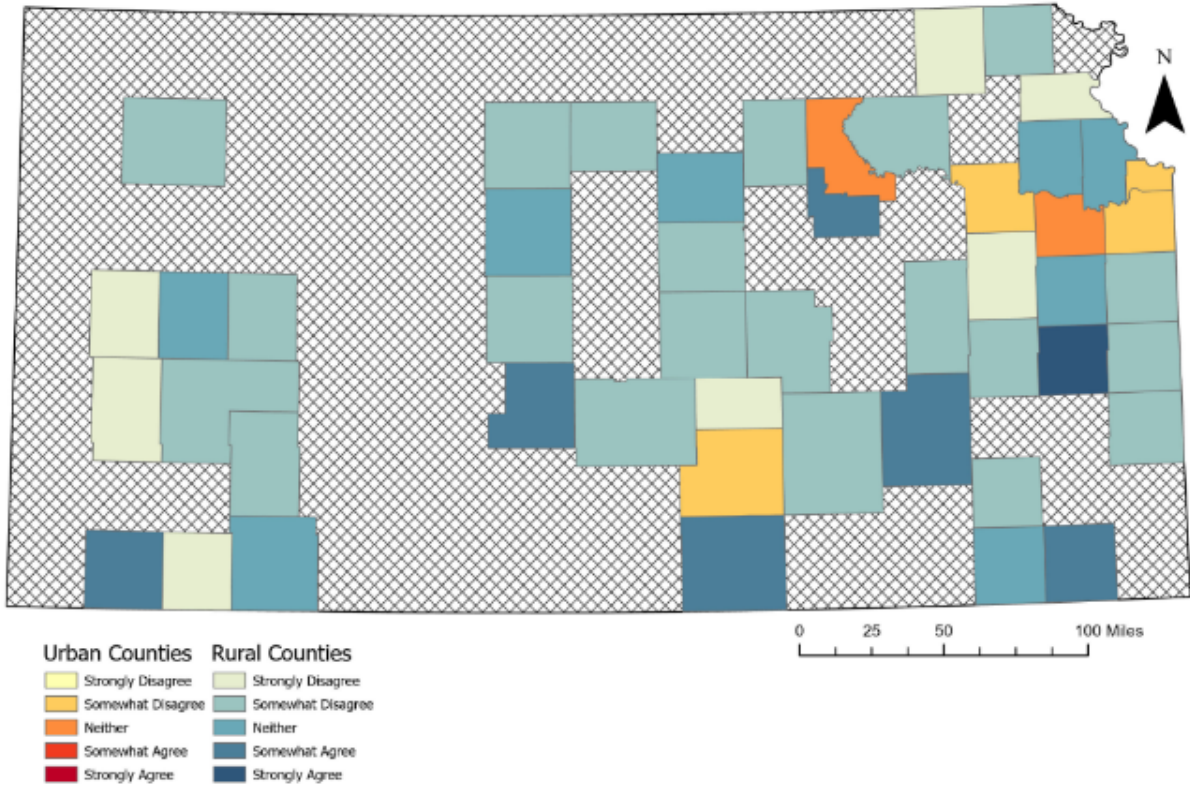 N
0 25 50 100 Miles
Urban Counties Rural Counties
Strongly Disagree Strongly Disagree
Somewhat Disagree Somewhat Disagree
Neither Neither
Somewhat Agree Somewhat Agree
Strongly Agree Strongly Agree